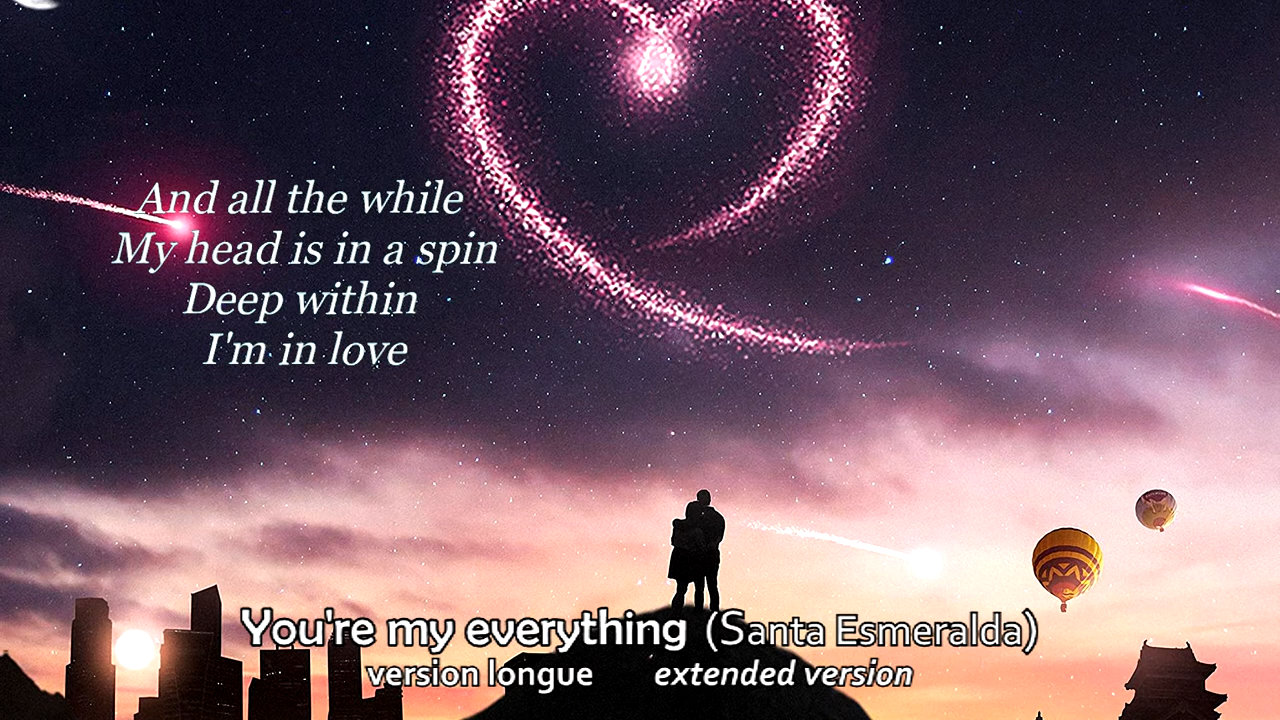 And all the while
My head is in a spin
Deep within
I'm in love
You're my everything (Santa Esmeralda)
version longue extended version